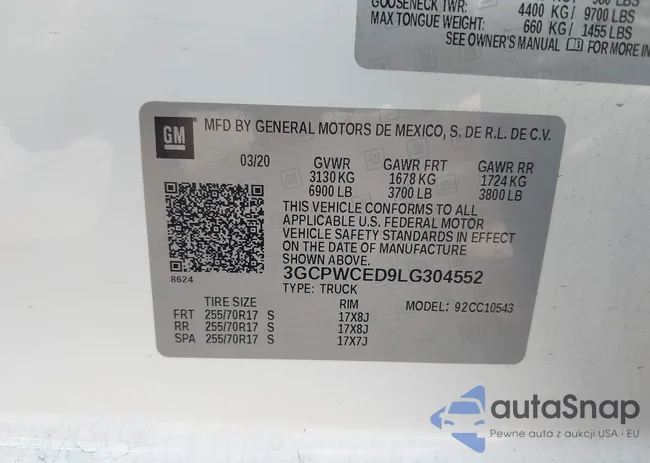 GOOSENECK TWR: 4400 KG/ 9700 LBS
MAX TONGUE WEIGHT: 660 KG/ 1455 LBS
SEE OWNER'S MANUAL FOR MORE IN
GM
MFD BY GENERAL MOTORS DE MEXICO, S. DE R.L. DE C.V.
03/20 GVWR GAWR FRT GAWR RR
3130 KG 1678 KG 1724 KG
6900 LB 3700 LB 3800 LB
THIS VEHICLE CONFORMS TO ALL
APPLICABLE U.S. FEDERAL MOTOR
VEHICLE SAFETY STANDARDS IN EFFECT
ON THE DATE OF MANUFACTURE
SHOWN ABOVE.
8624
3GCPWCED9LG304552
TYPE: TRUCK
MODEL: 92CC10543
TIRE SIZE RIM
FRT 255/70R17 S 17X8J
RR 255/70R17 S 17X8J
SPA 255/70R17 S 17X7J
autaSnap
Pewne auta z aukcji USA i EU